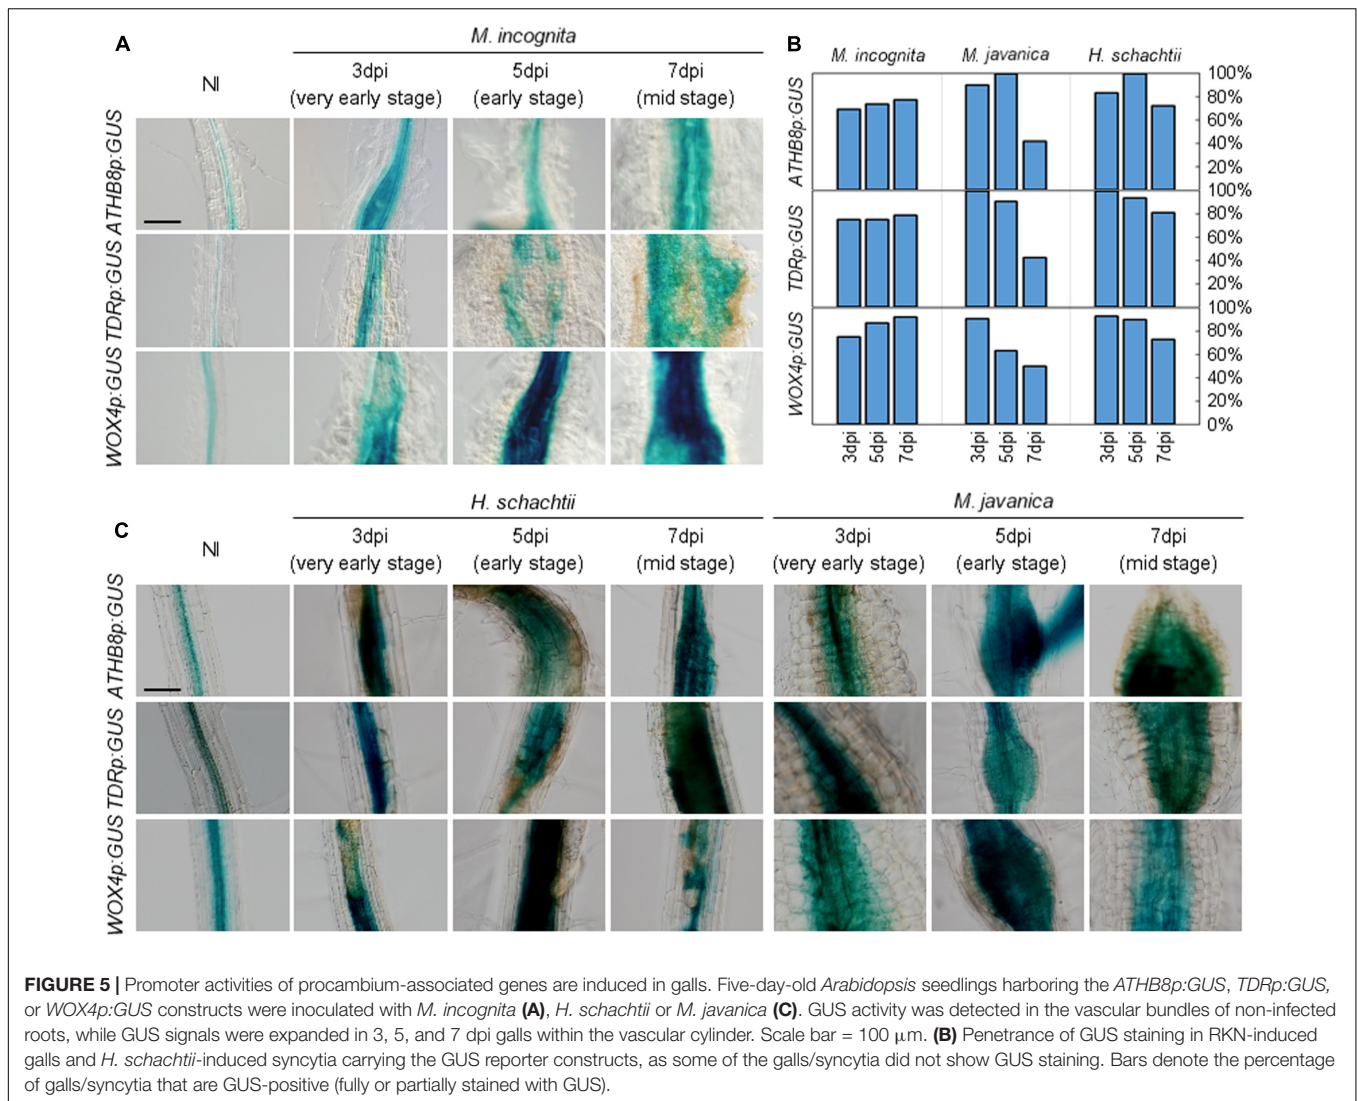 A
M. incognita
NI
3dpi
(very early stage)
5dpi
(early stage)
7dpi
(mid stage)
ATHB8p:GUS
TDRp:GUS
WOX4p:GUS
B
M. incognita
M. javanica
H. schachtii
ATHB8p:GUS
100%
80%
60%
40%
20%
TDRp:GUS
100%
80%
60%
40%
20%
WOX4p:GUS
100%
80%
60%
40%
20%
0%
3dpi
5dpi
7dpi
3dpi
5dpi
7dpi
3dpi
5dpi
7dpi
C
H. schachtii
M. javanica
NI
3dpi
(very early stage)
5dpi
(early stage)
7dpi
(mid stage)
3dpi
(very early stage)
5dpi
(early stage)
7dpi
(mid stage)
ATHB8p:GUS
TDRp:GUS
WOX4p:GUS
FIGURE 5 | Promoter activities of procambium-associated genes are induced in galls. Five-day-old Arabidopsis seedlings harboring the ATHB8p:GUS, TDRp:GUS,
or WOX4p:GUS constructs were inoculated with M. incognita (A), H. schachtii or M. javanica (C). GUS activity was detected in the vascular bundles of non-infected
roots, while GUS signals were expanded in 3, 5, and 7 dpi galls within the vascular cylinder. Scale bar = 100 μm. (B) Penetrance of GUS staining in RKN-induced
galls and H. schachtii-induced syncytia carrying the GUS reporter constructs, as some of the galls/syncytia did not show GUS staining. Bars denote the percentage
of galls/syncytia that are GUS-positive (fully or partially stained with GUS).